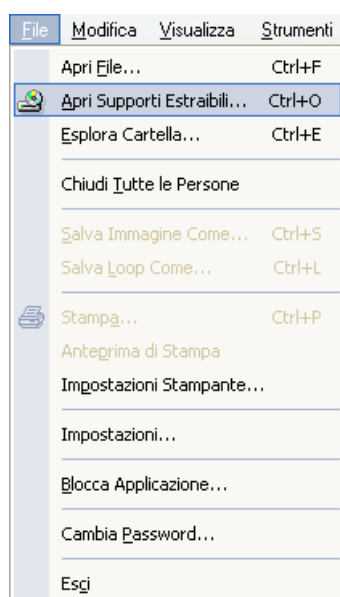 File Modifica Visualizza Strumenti
Apri File... Ctrl+F
Apri Supporti Estraibili... Ctrl+O
Esplora Cartella... Ctrl+E
Chiudi Tutte le Persone
Salva Immagine Come... Ctrl+S
Salva Loop Come... Ctrl+L
Stampa... Ctrl+P
Anteprima di Stampa
Impostazioni Stampante...
Impostazioni...
Blocca Applicazione...
Cambia Password...
Esci